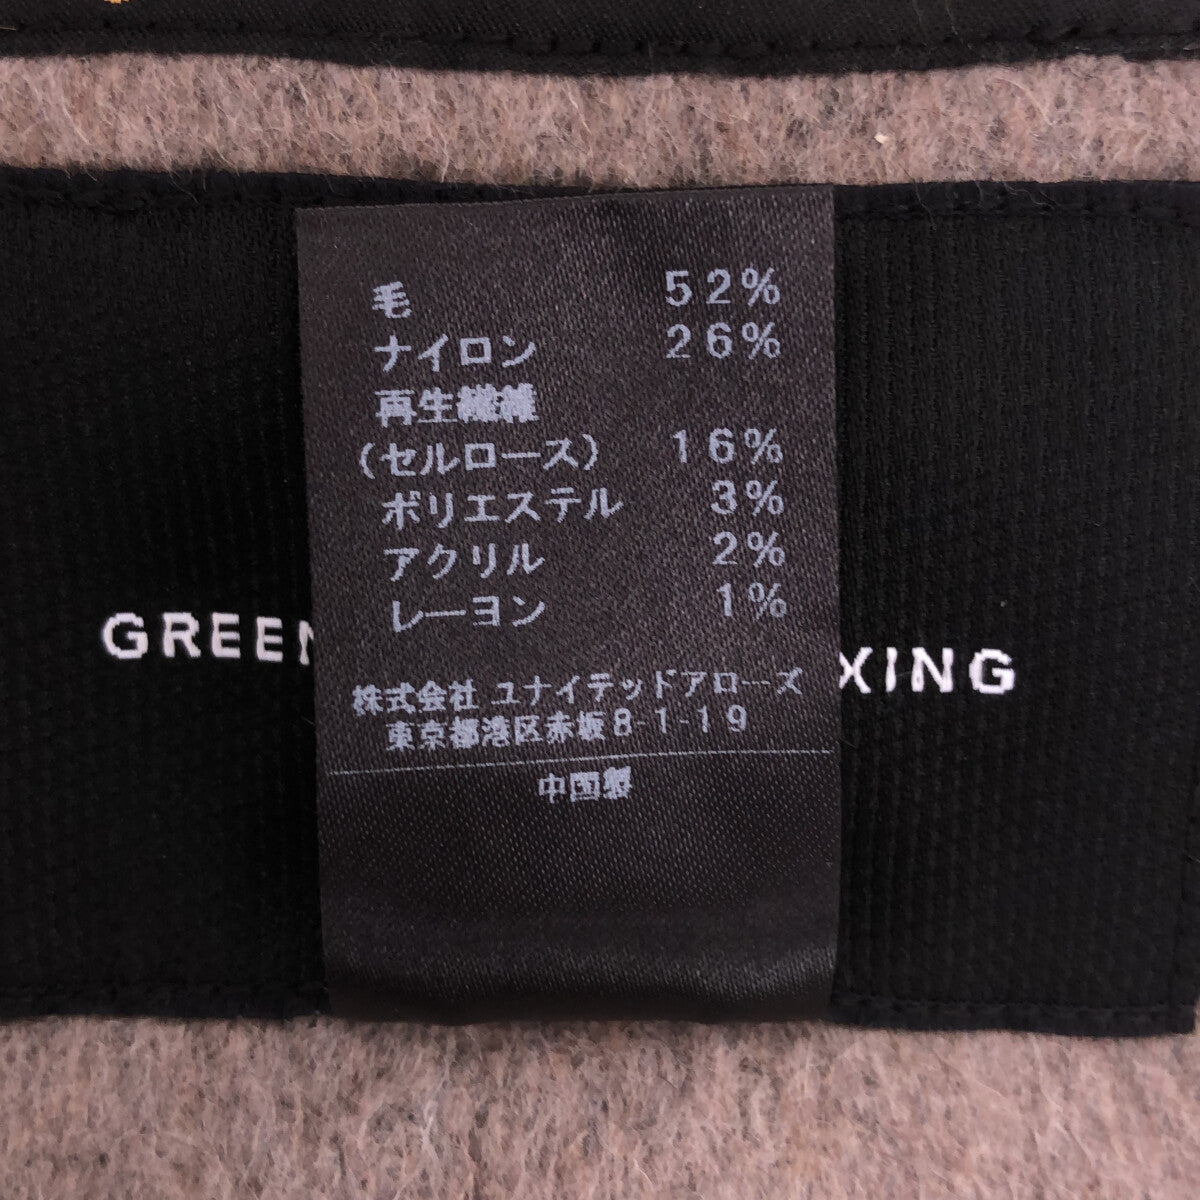 毛 52%
ナイロン 26%
再生繊維
(セルロース) 16%
ポリエステル 3%
アクリル 2%
レーヨン 1%
GREEN XING
株式会社 ユナイテッドアローズ
東京都港区赤坂8-1-19
中国製